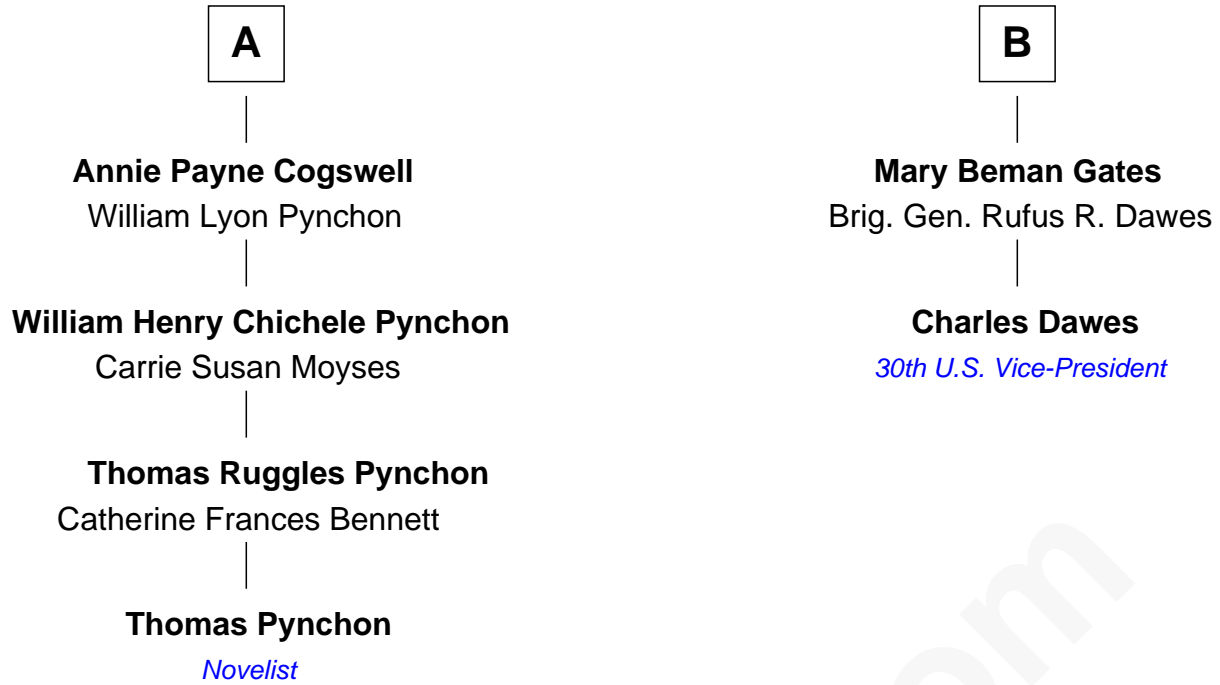 A
Annie Payne Cogswell
William Lyon Pynchon
William Henry Chichele Pynchon
Carrie Susan Moyses
Thomas Ruggles Pynchon
Catherine Frances Bennett
Thomas Pynchon
Novelist
B
Mary Beman Gates
Brig. Gen. Rufus R. Dawes
Charles Dawes
30th U.S. Vice-President
om